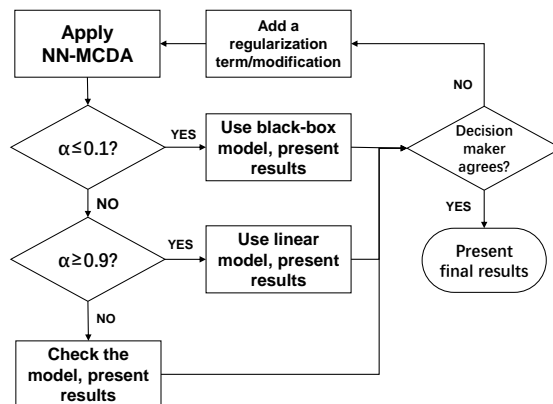 Apply
NN-MCDA
Add a
regularization
term/modification
NO
α≤0.1?
YES
Use black-box
model, present
results
Decision
maker
agrees?
NO
YES
α≥0.9?
YES
Use linear
model, present
results
Present
final results
NO
Check the
model, present
results